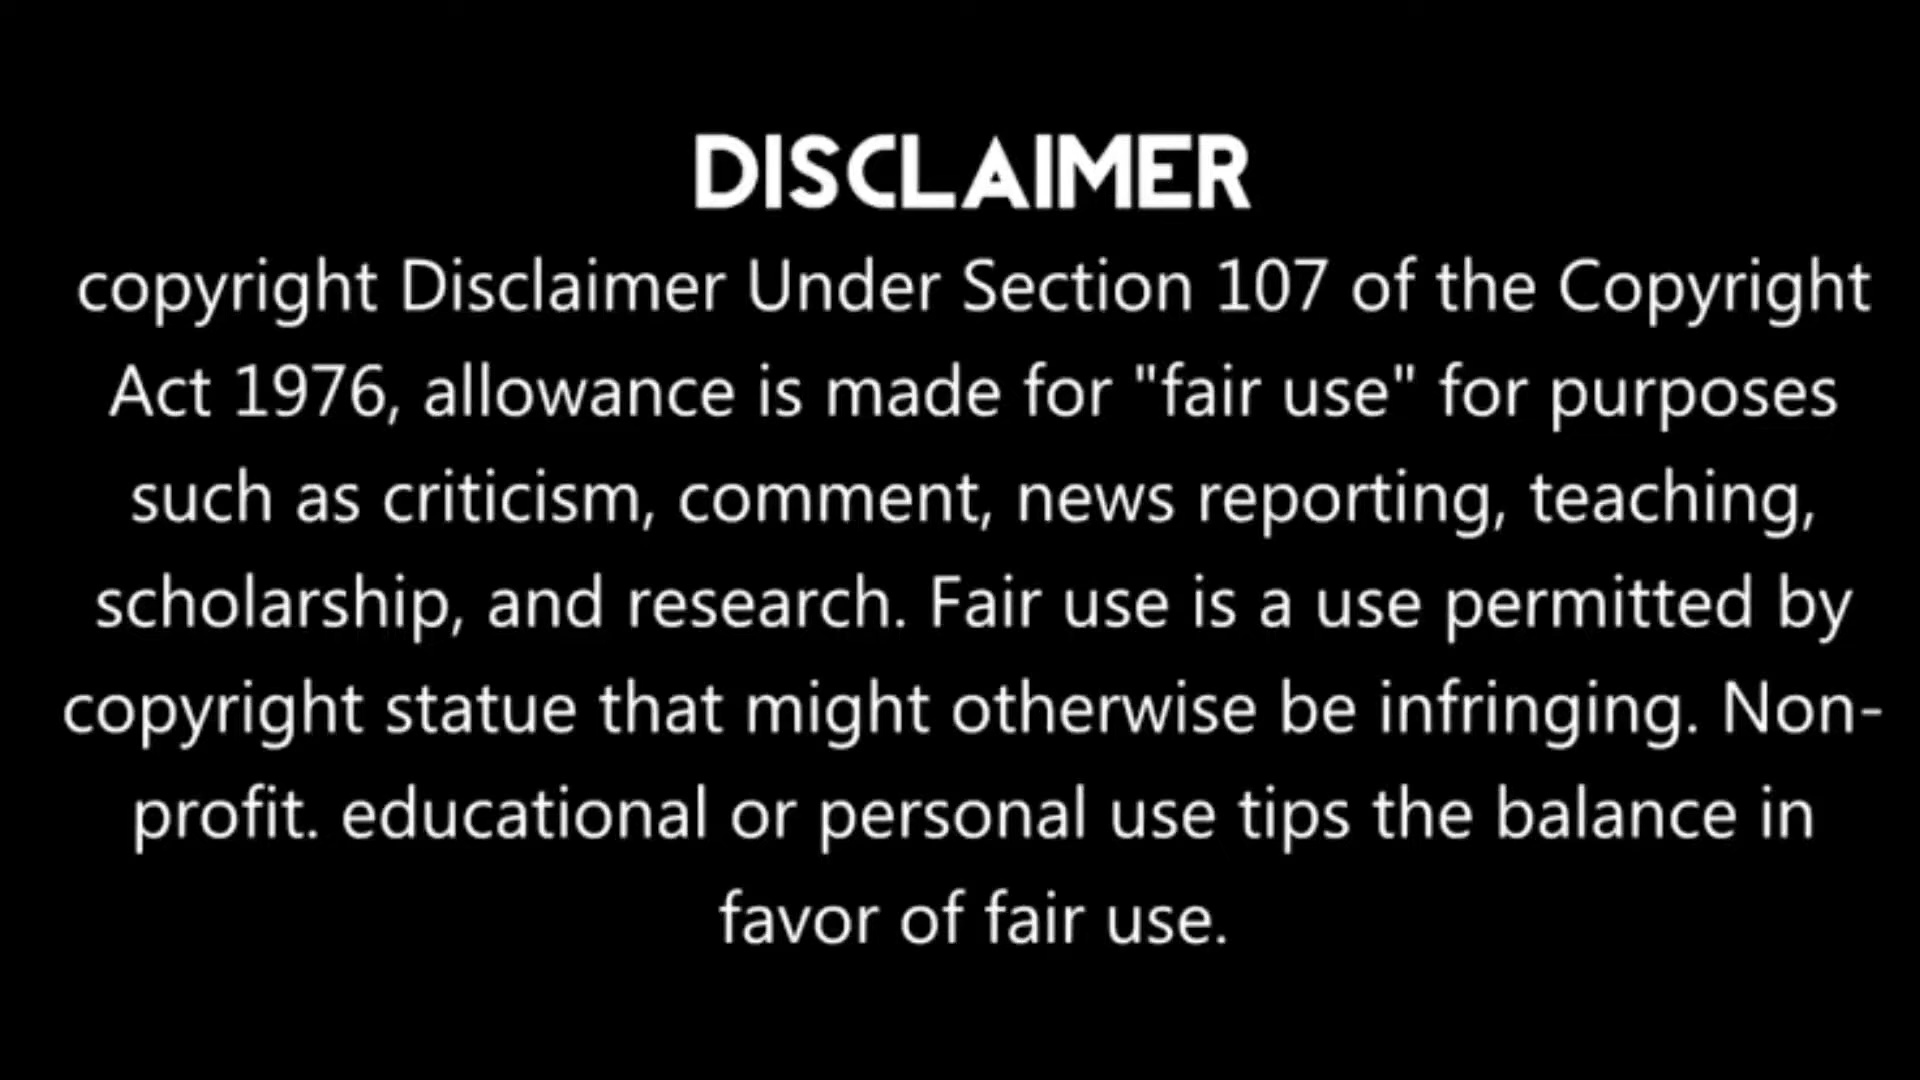 DISCLAIMER
copyright Disclaimer Under Section 107 of the Copyright
Act 1976, allowance is made for "fair use" for purposes
such as criticism, comment, news reporting, teaching,
scholarship, and research. Fair use is a use permitted by
copyright statue that might otherwise be infringing. Non-
profit. educational or personal use tips the balance in
favor of fair use.